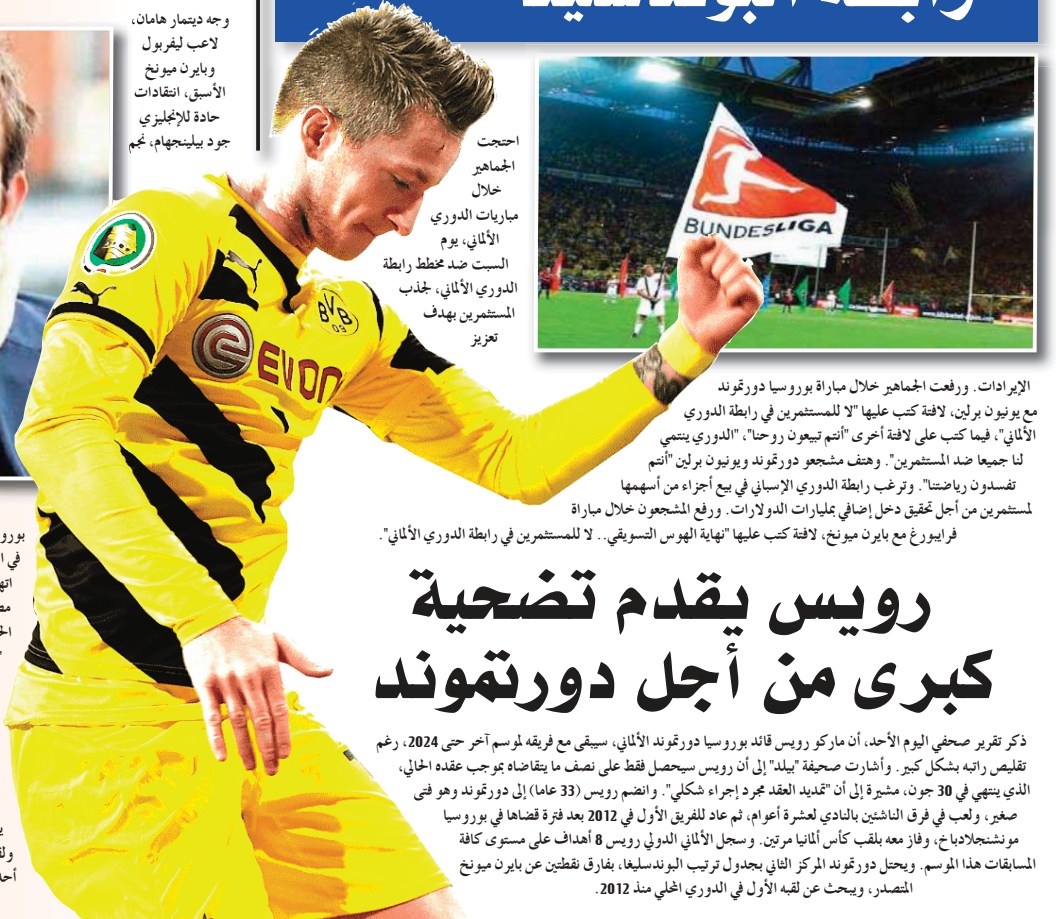 رابطة البوندسليغا
وجه ديتمار هامان،
لاعب ليفربول
وبايرن ميونخ
الأسبق، انتقادات
حادة للإنجليزي
جود بيلينجهام، نجم
احتجت
الجماهير
خلال
مباريات الدوري
الألماني، يوم
السبت ضد مخطط رابطة
الدوري الألماني، لجذب
المستثمرين بهدف
تعزيز
BUNDESLIGA
BVB
09
EVON
الإيرادات. ورفعت الجماهير خلال مباراة بوروسيا دورتموند
مع يونيون برلين، لافتة كتب عليها "لا للمستثمرين في رابطة الدوري
الألماني"، فيما كتب على لافتة أخرى "أنتم تبيعون روحنا"، "الدوري ينتمي
لنا جميعا ضد المستثمرين". وهتف مشجعو دورتموند ويونيون برلين "أنتم
تفسدون رياضتنا". وترغب رابطة الدوري الإسباني في بيع أجزاء من أسهمها
لمستثمرين من أجل تحقيق دخل إضافي بمليارات الدولارات. ورفع المشجعون خلال مباراة
فرايبورغ مع بايرن ميونخ، لافتة كتب عليها "نهاية الهوس التسويقي.. لا للمستثمرين في رابطة الدوري الألماني".
رويس يقدم تضحية
كبرى من أجل دورتموند
ذكر تقرير صحفي اليوم الأحد، أن ماركو رويس قائد بوروسيا دورتموند الألماني، سيبقى مع فريقه لموسم آخر حتى 2024، رغم
تقليص راتبه بشكل كبير. وأشارت صحيفة "بيلد" إلى أن رويس سيحصل فقط على نصف ما يتقاضاه بموجب عقده الحالي،
الذي ينتهي في 30 جون، مشيرة إلى أن "تمديد العقد مجرد إجراء شكلي". وانضم رويس (33 عاما) إلى دورتموند وهو فتى
صغير، ولعب في فرق الناشئين بالنادي لعشرة أعوام، ثم عاد للفريق الأول في 2012 بعد فترة قضاها في بوروسيا
مونشنجلادباخ، وفاز معه بلقب كأس ألمانيا مرتين. وسجل الألماني الدولي رويس 8 أهداف على مستوى كافة
المسابقات هذا الموسم. ويحتل دورتموند المركز الثاني بجدول ترتيب البوندسليغا، بفارق نقطتين عن بايرن ميونخ
المتصدر، ويبحث عن لقبه الأول في الدوري المحلي منذ 2012.